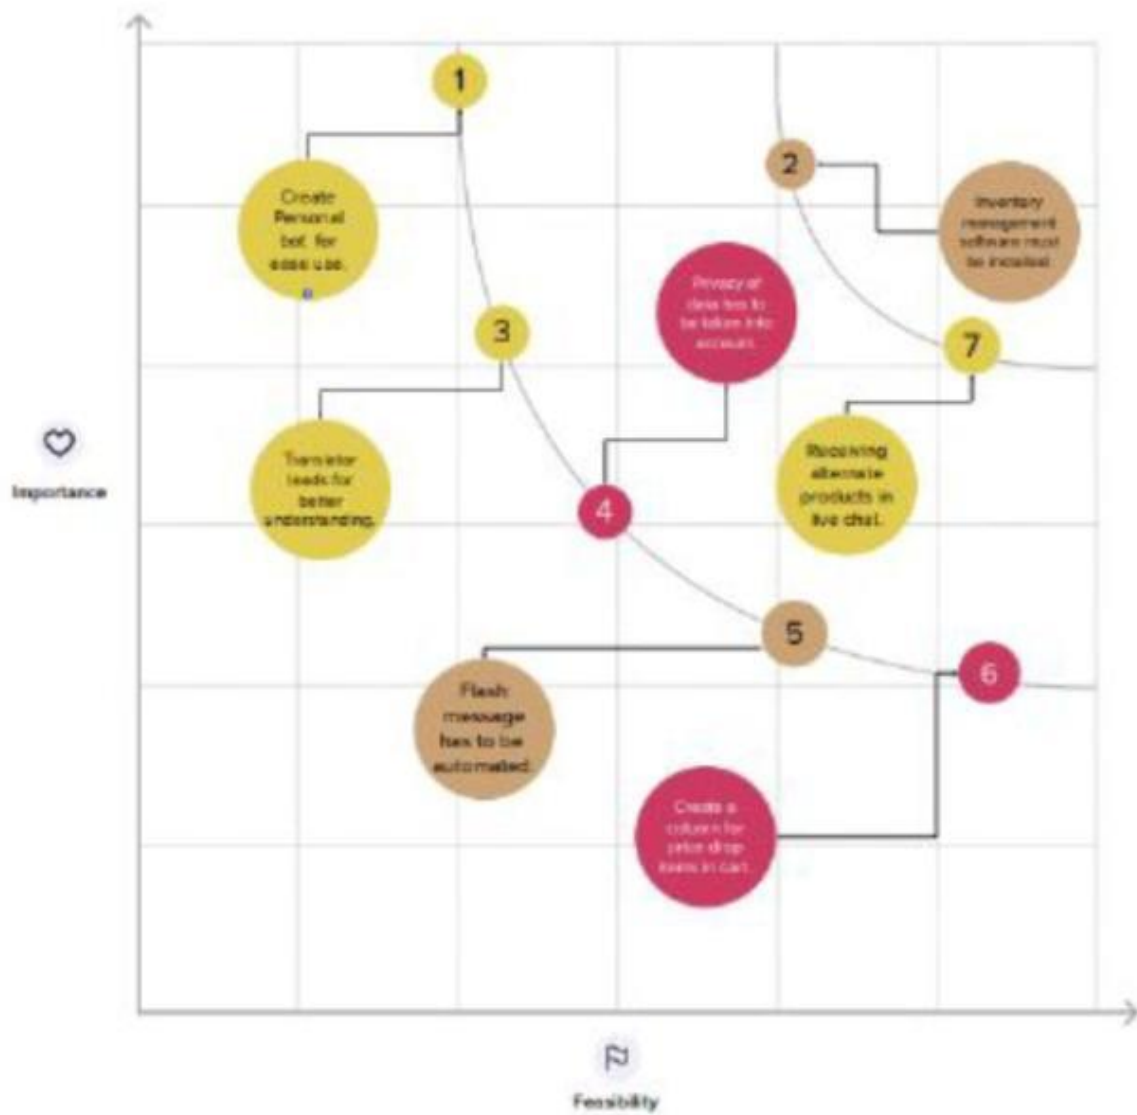 1
Create
Personal
bot for
ease use.
2
Inventory
management
software must
be installed
Privacy of
data has to
be taken into
account.
3
7
Translator
leads for
better
understanding.
Receiving
alternate
products in
live chat.
4
Importance
5
6
Flash
message
has to be
automated.
Create a
column for
price drop
items in cart.
Feasibility